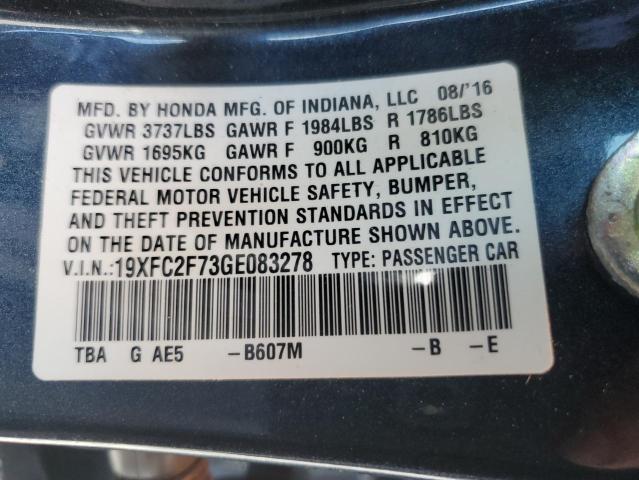 MFD. BY HONDA MFG. OF INDIANA, LLC 08/'16
GVWR 3737LBS GAWR F 1984LBS R 1786LBS
GVWR 1695KG GAWR F 900KG R 810KG
THIS VEHICLE CONFORMS TO ALL APPLICABLE
FEDERAL MOTOR VEHICLE SAFETY, BUMPER,
AND THEFT PREVENTION STANDARDS IN EFFECT
ON THE DATE OF MANUFACTURE SHOWN ABOVE.
V.I.N.:19XFC2F73GE083278 TYPE: PASSENGER CAR
TBA G AE5 -B607M -B -E